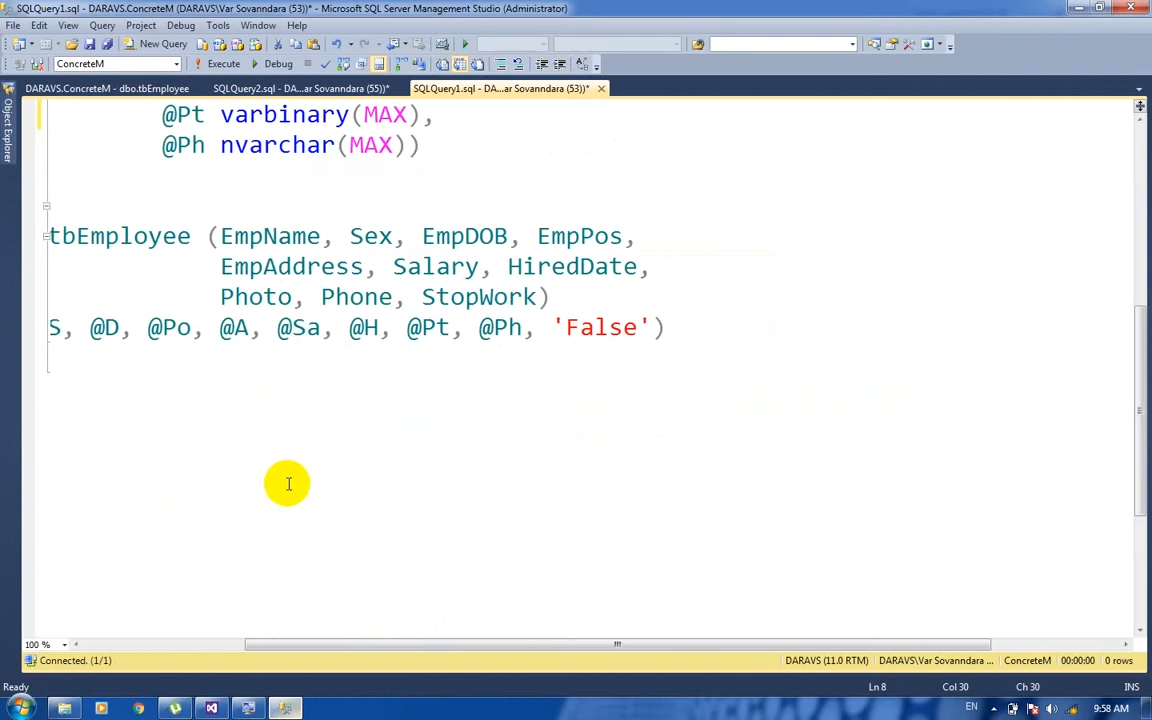 SQLQuery1.sql - DARAVS.ConcreteM (DARAVS\Var Sovanndara (53))* - Microsoft SQL Server Management Studio (Administrator)
File Edit View Query Project Debug Tools Window Help
New Query
ConcreteM Execute Debug
DARAVS.ConcreteM - dbo.tbEmployee SQLQuery2.sql - DA...ar Sovanndara (55))* SQLQuery1.sql - DA...ar Sovanndara (53))*
Object Explorer
@Pt varbinary(MAX),
@Ph nvarchar(MAX))
tbEmployee (EmpName, Sex, EmpDOB, EmpPos,
EmpAddress, Salary, HiredDate,
Photo, Phone, StopWork)
S, @D, @Po, @A, @Sa, @H, @Pt, @Ph, 'False')
100 %
Connected. (1/1) DARAVS (11.0 RTM) DARAVS\Var Sovanndara ... ConcreteM 00:00:00 0 rows
Ready Ln 8 Col 30 Ch 30 INS
EN 9:58 AM